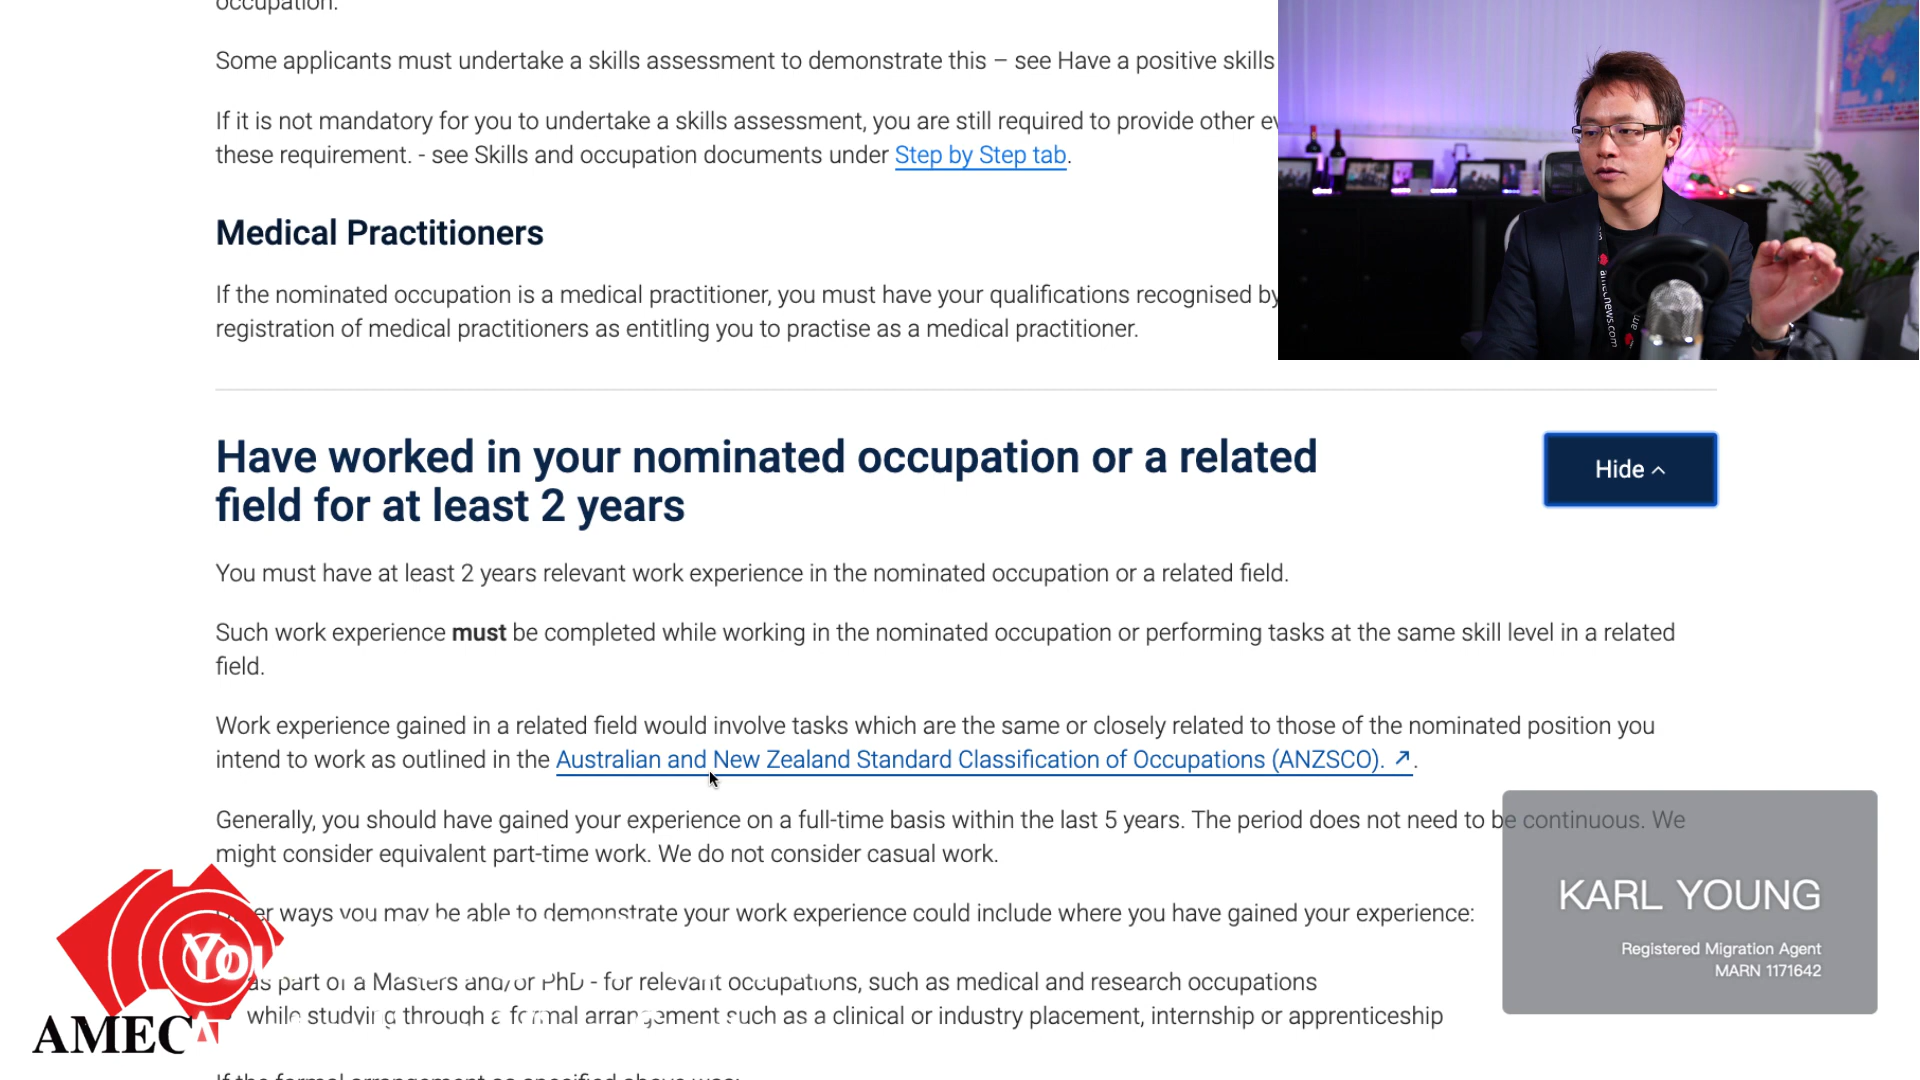 occupation.
Some applicants must undertake a skills assessment to demonstrate this – see Have a positive skills
If it is not mandatory for you to undertake a skills assessment, you are still required to provide other
these requirement. - see Skills and occupation documents under Step by Step tab.
Medical Practitioners
If the nominated occupation is a medical practitioner, you must have your qualifications recognised by
registration of medical practitioners as entitling you to practise as a medical practitioner.
Have worked in your nominated occupation or a related
field for at least 2 years
Hide
You must have at least 2 years relevant work experience in the nominated occupation or a related field.
Such work experience must be completed while working in the nominated occupation or performing tasks at the same skill level in a related
field.
Work experience gained in a related field would involve tasks which are the same or closely related to those of the nominated position you
intend to work as outlined in the Australian and New Zealand Standard Classification of Occupations (ANZSCO). ↗.
Generally, you should have gained your experience on a full-time basis within the last 5 years. The period does not need to be continuous. We
might consider equivalent part-time work. We do not consider casual work.
ways you may be able to demonstrate your work experience could include where you have gained your experience:
as part of a Masters and/or PhD - for relevant occupations, such as medical and research occupations
while studying through a formal arrangement such as a clinical or industry placement, internship or apprenticeship
If the formal arrangement as specified above was:
KARL YOUNG
Registered Migration Agent
MARN 1171642
You
AMEC
amecnews.com